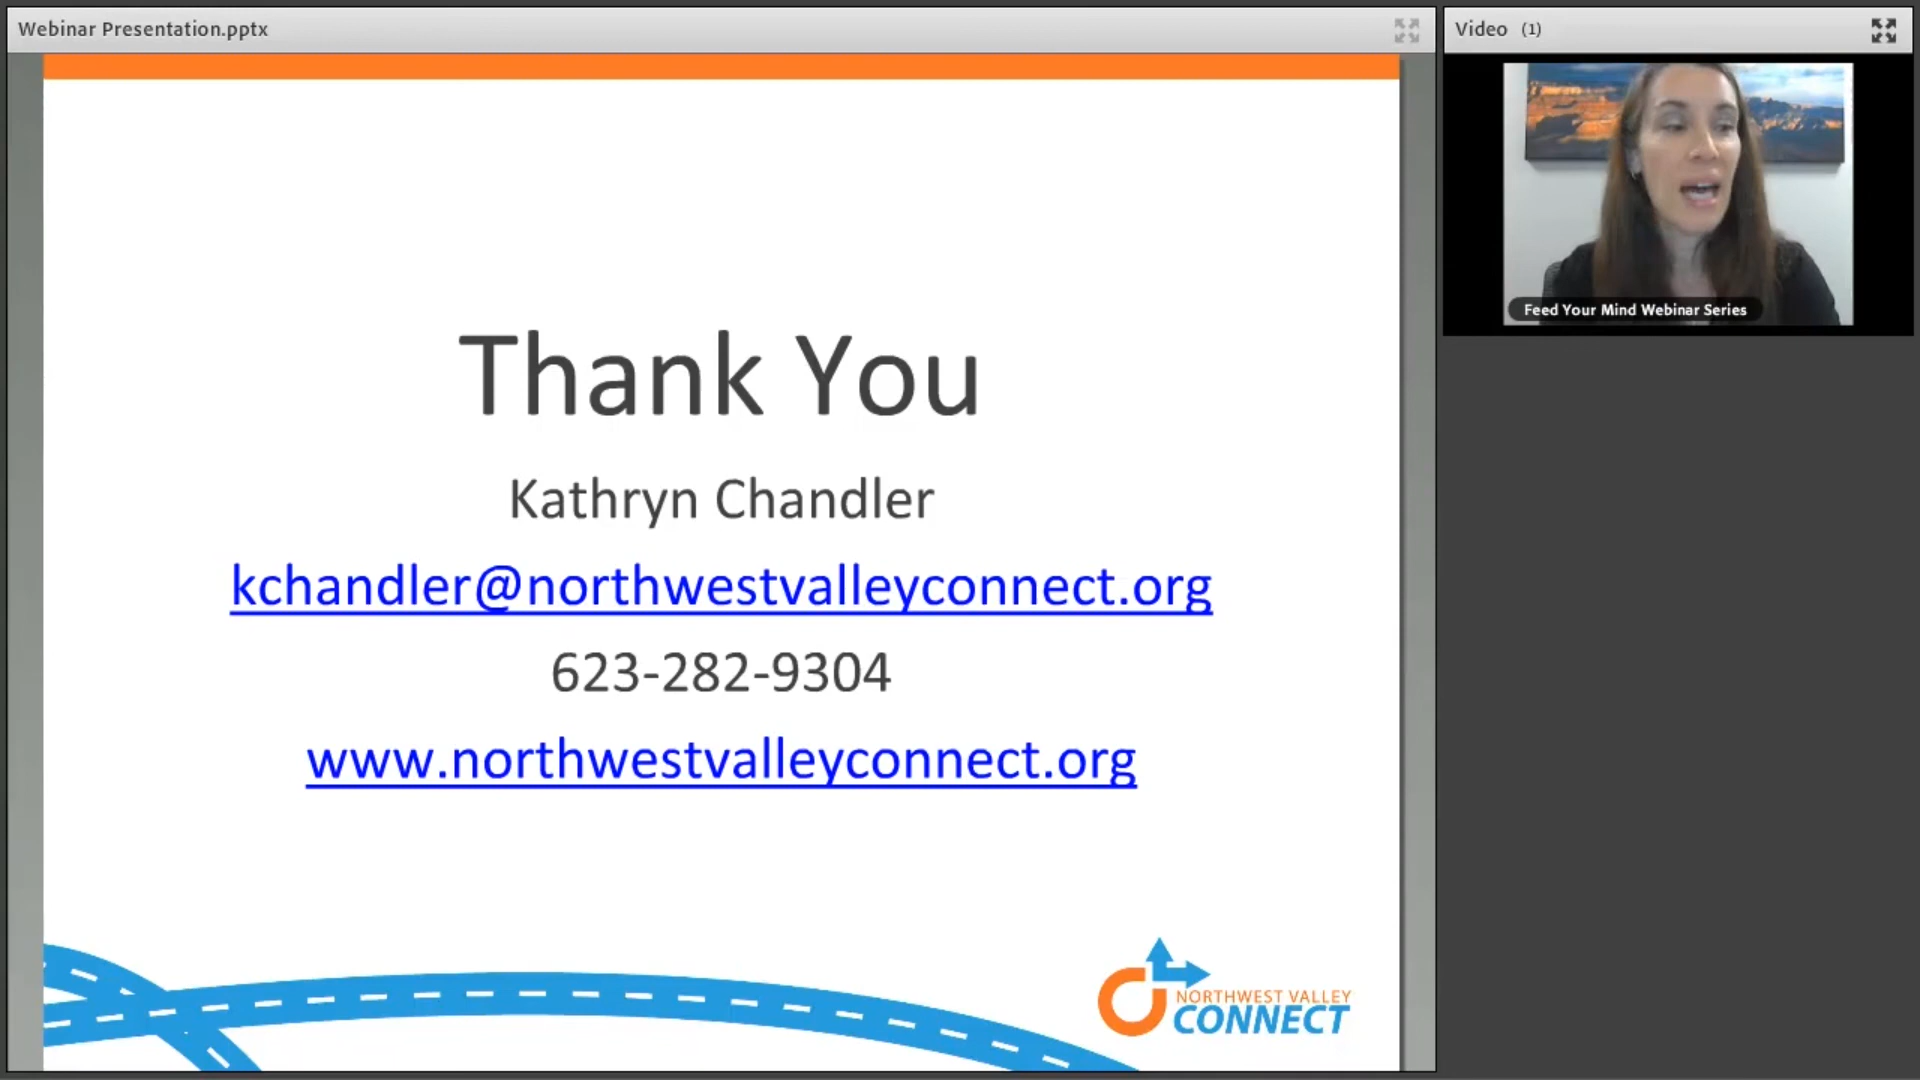 Webinar Presentation.pptx
Video (1)
Feed Your Mind Webinar Series
Thank You
Kathryn Chandler
kchandler@northwestvalleyconnect.org
623-282-9304
www.northwestvalleyconnect.org
NORTHWEST VALLEY
CONNECT